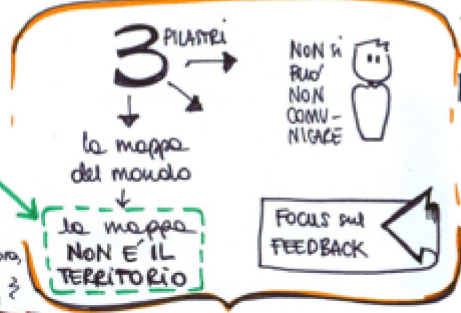 3 PILASTRI
NON SI
PUO'
NON
COMU-
NICARE
la mappa
del mondo
la mappa
NON E' IL
TERRITORIO
FOCUS sul
FEEDBACK